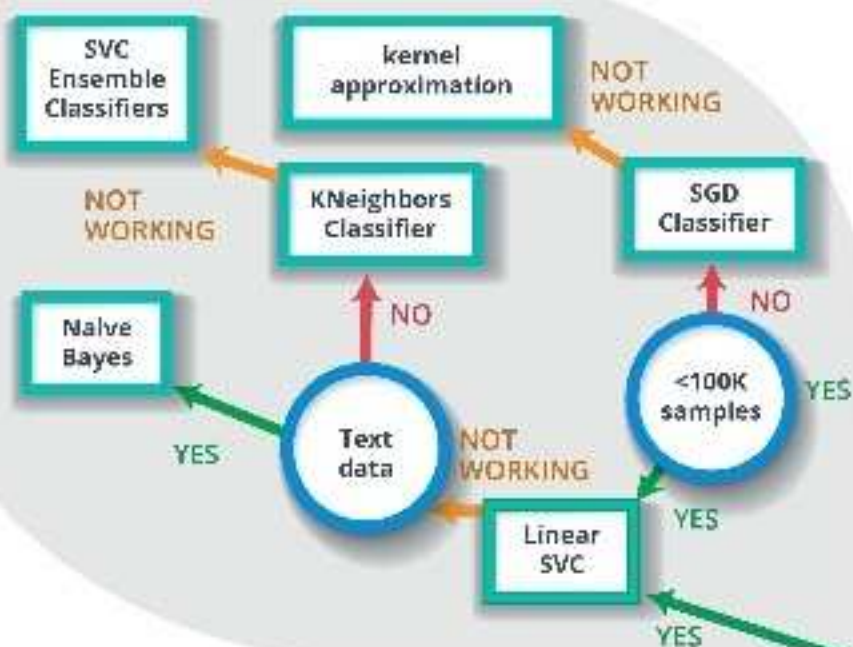 SVC
Ensemble
Classifiers
kernel
approximation
NOT
WORKING
NOT
WORKING
KNeighbors
Classifier
SGD
Classifier
NO
NO
Naive
Bayes
<100K
samples
YES
YES
Text
data
NOT
WORKING
YES
Linear
SVC
YES